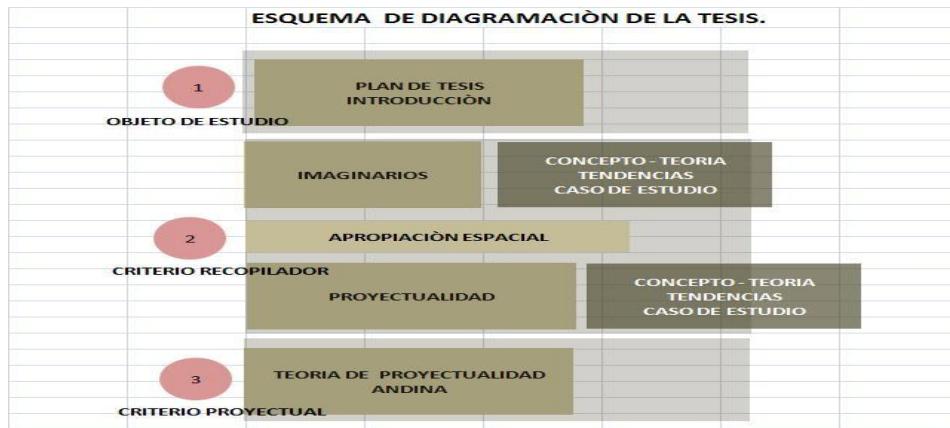 ESQUEMA DE DIAGRAMACIÒN DE LA TESIS.
1
OBJETO DE ESTUDIO
PLAN DE TESIS
INTRODUCCIÒN
IMAGINARIOS
CONCEPTO - TEORIA
TENDENCIAS
CASO DE ESTUDIO
2
CRITERIO RECOPILADOR
APROPIACIÒN ESPACIAL
PROYECTUALIDAD
CONCEPTO - TEORIA
TENDENCIAS
CASO DE ESTUDIO
3
CRITERIO PROYECTUAL
TEORIA DE PROYECTUALIDAD
ANDINA